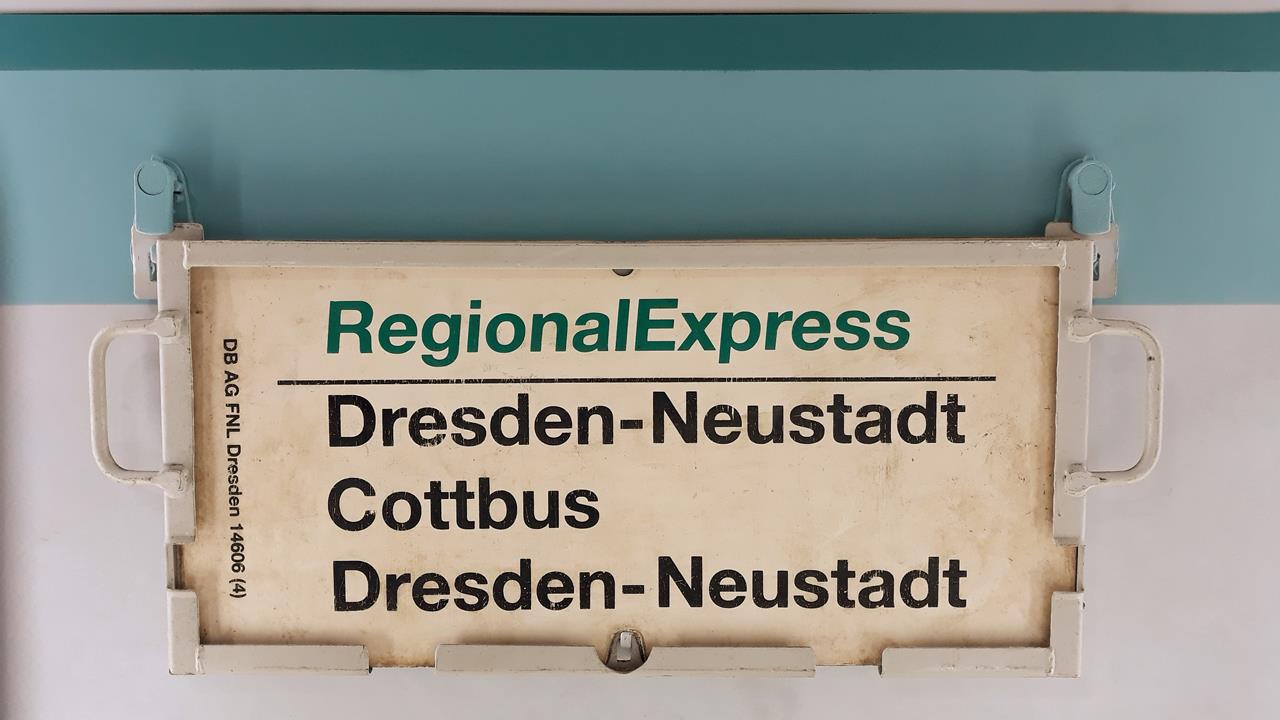 RegionalExpress
Dresden-Neustadt
Cottbus
Dresden-Neustadt
DB AG FNL Dresden 14606 (4)